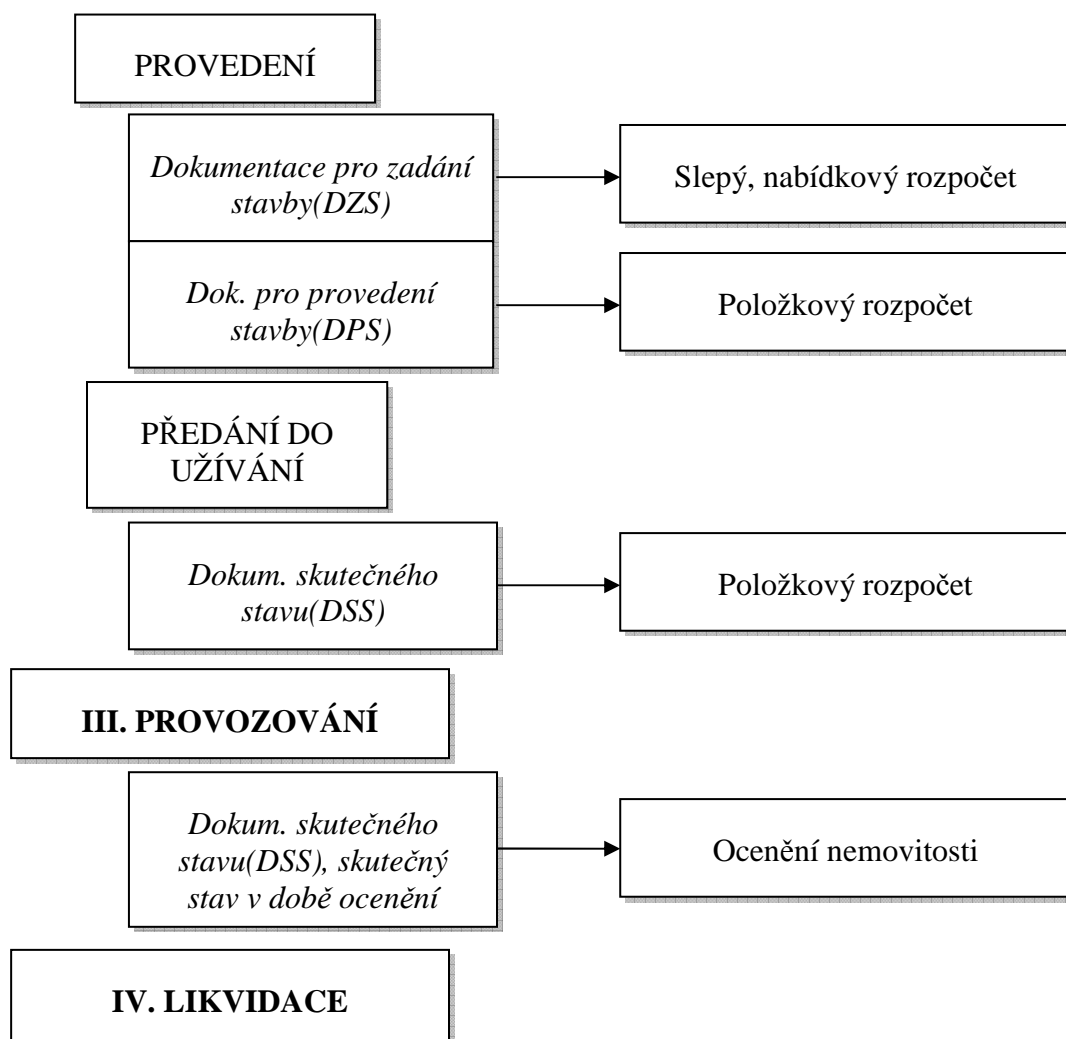 PROVEDENÍ
Dokumentace pro zadání
stavby(DZS)
Slepý, nabídkový rozpočet
Dok. pro provedení
stavby(DPS)
Položkový rozpočet
PŘEDÁNÍ DO
UŽÍVÁNÍ
Dokum. skutečného
stavu(DSS)
Položkový rozpočet
III. PROVOZOVÁNÍ
Dokum. skutečného
stavu(DSS), skutečný
stav v době ocenění
Ocenění nemovitosti
IV. LIKVIDACE